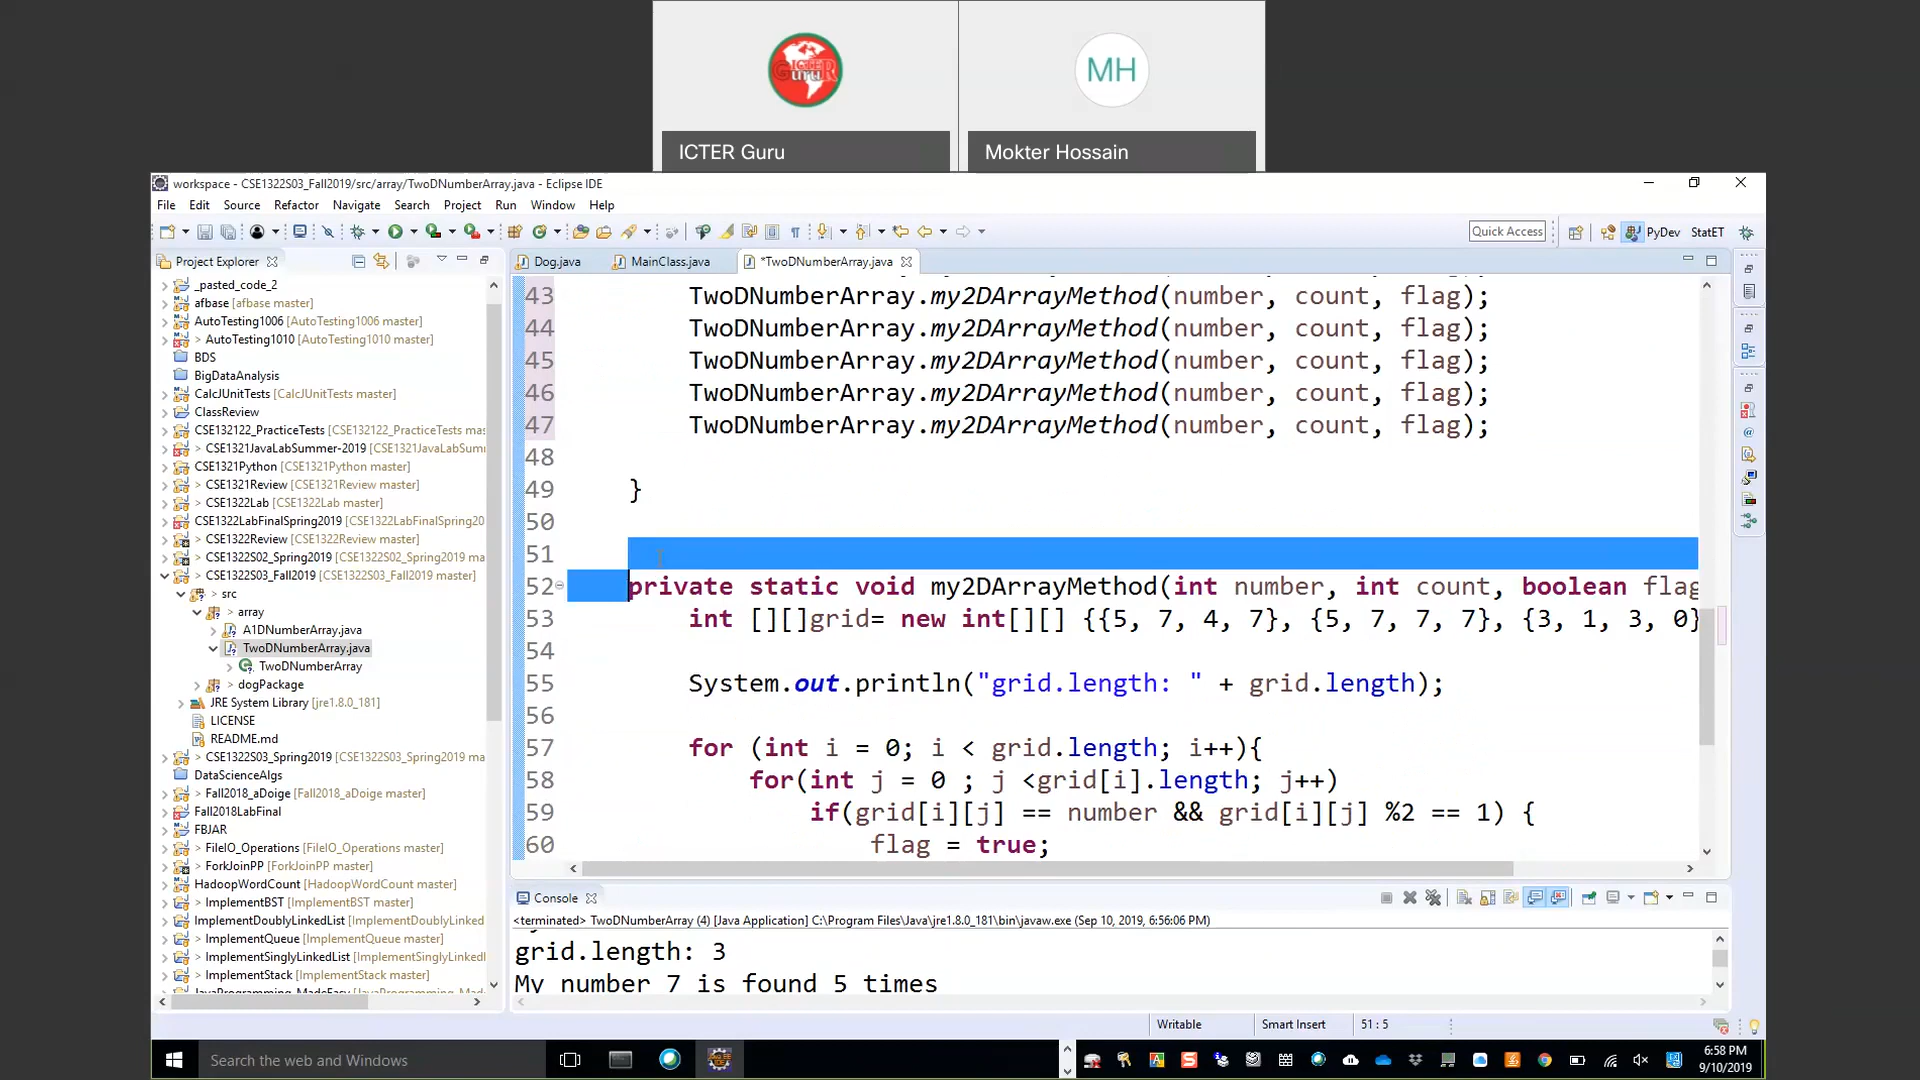 MH
ICTER Guru
Mokter Hossain
workspace - CSE1322S03_Fall2019/src/array/TwoDNumberArray.java - Eclipse IDE
File Edit Source Refactor Navigate Search Project Run Window Help
Quick Access
PyDev
StatET
Project Explorer
Dog.java
MainClass.java
*TwoDNumberArray.java
_pasted_code_2
afbase [afbase master]
AutoTesting1006 [AutoTesting1006 master]
> AutoTesting1010 [AutoTesting1010 master]
BDS
BigDataAnalysis
CalcJUnitTests [CalcJUnitTests master]
ClassReview
CSE132122_PracticeTests [CSE132122_PracticeTests mas
> CSE1321JavaLabSummer-2019 [CSE1321JavaLabSumi
CSE1321Python [CSE1321Python master]
> CSE1321Review [CSE1321Review master]
> CSE1322Lab [CSE1322Lab master]
CSE1322LabFinalSpring2019 [CSE1322LabFinalSpring20
> CSE1322Review [CSE1322Review master]
> CSE1322S02_Spring2019 [CSE1322S02_Spring2019 ma
> CSE1322S03_Fall2019 [CSE1322S03_Fall2019 master]
> src
> array
> A1DNumberArray.java
TwoDNumberArray.java
TwoDNumberArray
> dogPackage
JRE System Library [jre1.8.0_181]
LICENSE
README.md
> CSE1322S03_Spring2019 [CSE1322S03_Spring2019 ma
DataScienceAlgs
> Fall2018_aDoige [Fall2018_aDoige master]
Fall2018LabFinal
FBJAR
> FileIO_Operations [FileIO_Operations master]
> ForkJoinPP [ForkJoinPP master]
HadoopWordCount [HadoopWordCount master]
> ImplementBST [ImplementBST master]
ImplementDoublyLinkedList [ImplementDoublyLinked
> ImplementQueue [ImplementQueue master]
> ImplementSinglyLinkedList [ImplementSinglyLinkedl
> ImplementStack [ImplementStack master]
43 TwoDNumberArray.my2DArrayMethod(number, count, flag);
44 TwoDNumberArray.my2DArrayMethod(number, count, flag);
45 TwoDNumberArray.my2DArrayMethod(number, count, flag);
46 TwoDNumberArray.my2DArrayMethod(number, count, flag);
47 TwoDNumberArray.my2DArrayMethod(number, count, flag);
48
49 }
50
51
52 private static void my2DArrayMethod(int number, int count, boolean flag
53 int [][]grid= new int[][] {{5, 7, 4, 7}, {5, 7, 7, 7}, {3, 1, 3, 0}
54
55 System.out.println("grid.length: " + grid.length);
56
57 for (int i = 0; i < grid.length; i++){
58 for(int j = 0 ; j <grid[i].length; j++)
59 if(grid[i][j] == number && grid[i][j] %2 == 1) {
60 flag = true;
Console
<terminated> TwoDNumberArray (4) [Java Application] C:\Program Files\Java\jre1.8.0_181\bin\javaw.exe (Sep 10, 2019, 6:56:06 PM)
grid.length: 3
My number 7 is found 5 times
Writable
Smart Insert
51 : 5
Search the web and Windows
6:58 PM
9/10/2019